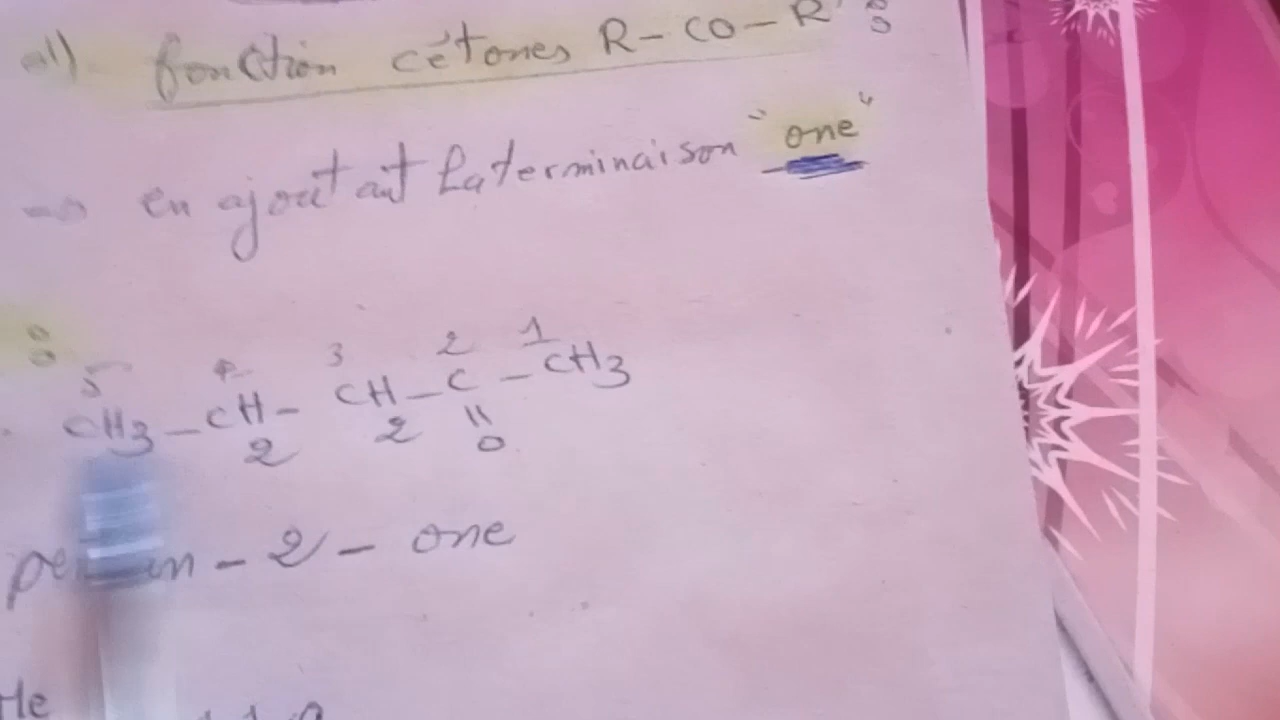 fonction cétones R-CO-R' :
=> en ajoutant la terminaison "one"
:
5 4 3 2 1
CH3-CH-CH-C-CH3
2 2 ||
O
- 2 - one